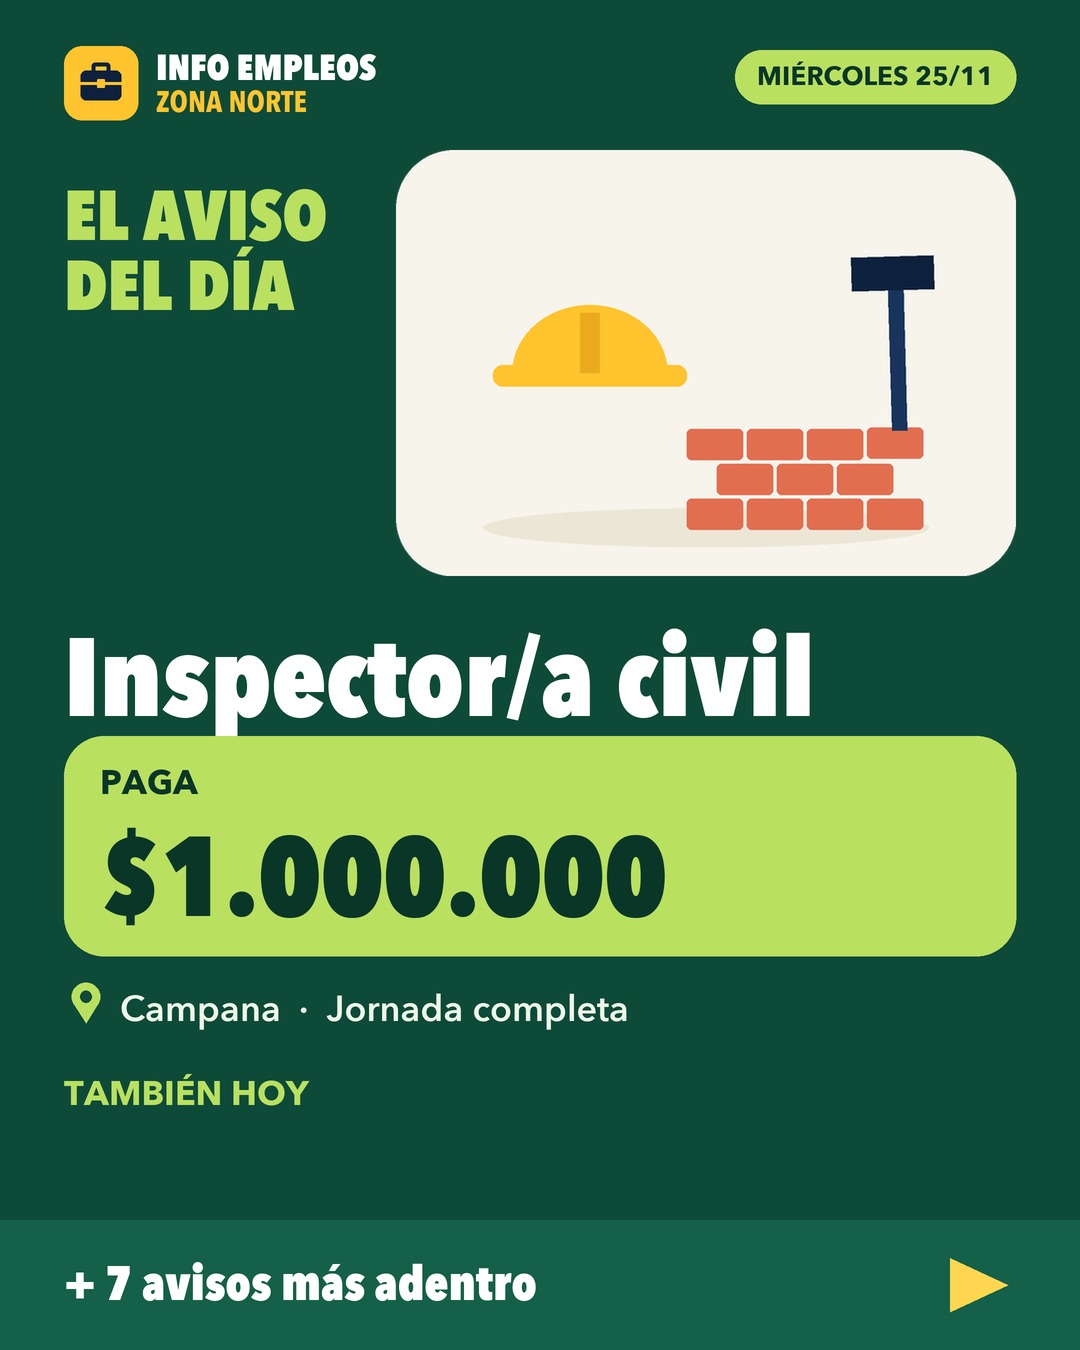 INFO EMPLEOS
ZONA NORTE
MIÉRCOLES 25/11
EL AVISO
DEL DÍA
Inspector/a civil
PAGA
$1.000.000
Campana · Jornada completa
TAMBIÉN HOY
+ 7 avisos más adentro